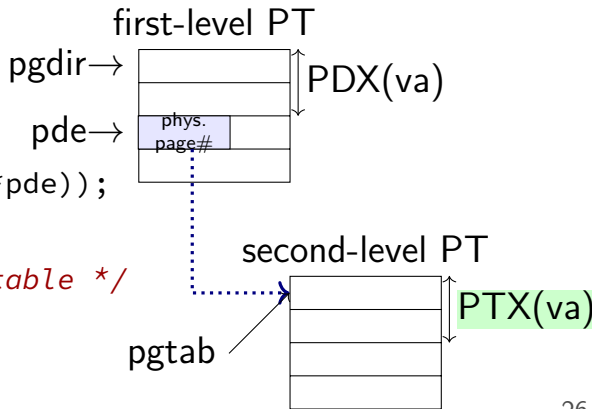 first-level PT
pgdir→
PDX(va)
pde→
phys.
page#
pde));
second-level PT
table */
PTX(va)
pgtab